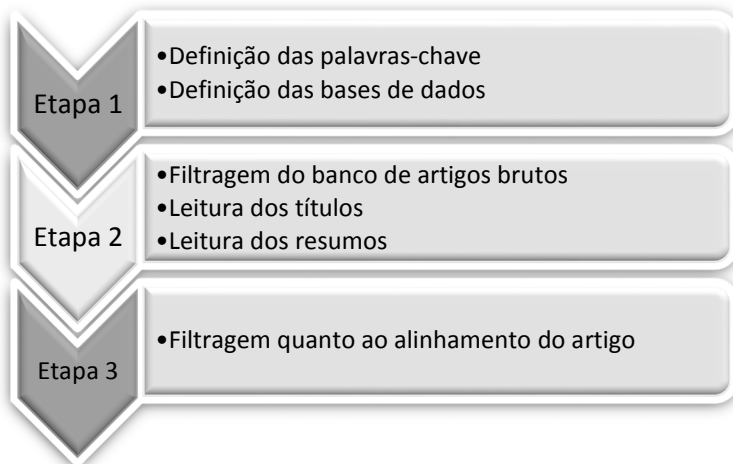 Etapa 1
•Definição das palavras-chave
•Definição das bases de dados
Etapa 2
•Filtragem do banco de artigos brutos
•Leitura dos títulos
•Leitura dos resumos
Etapa 3
•Filtragem quanto ao alinhamento do artigo